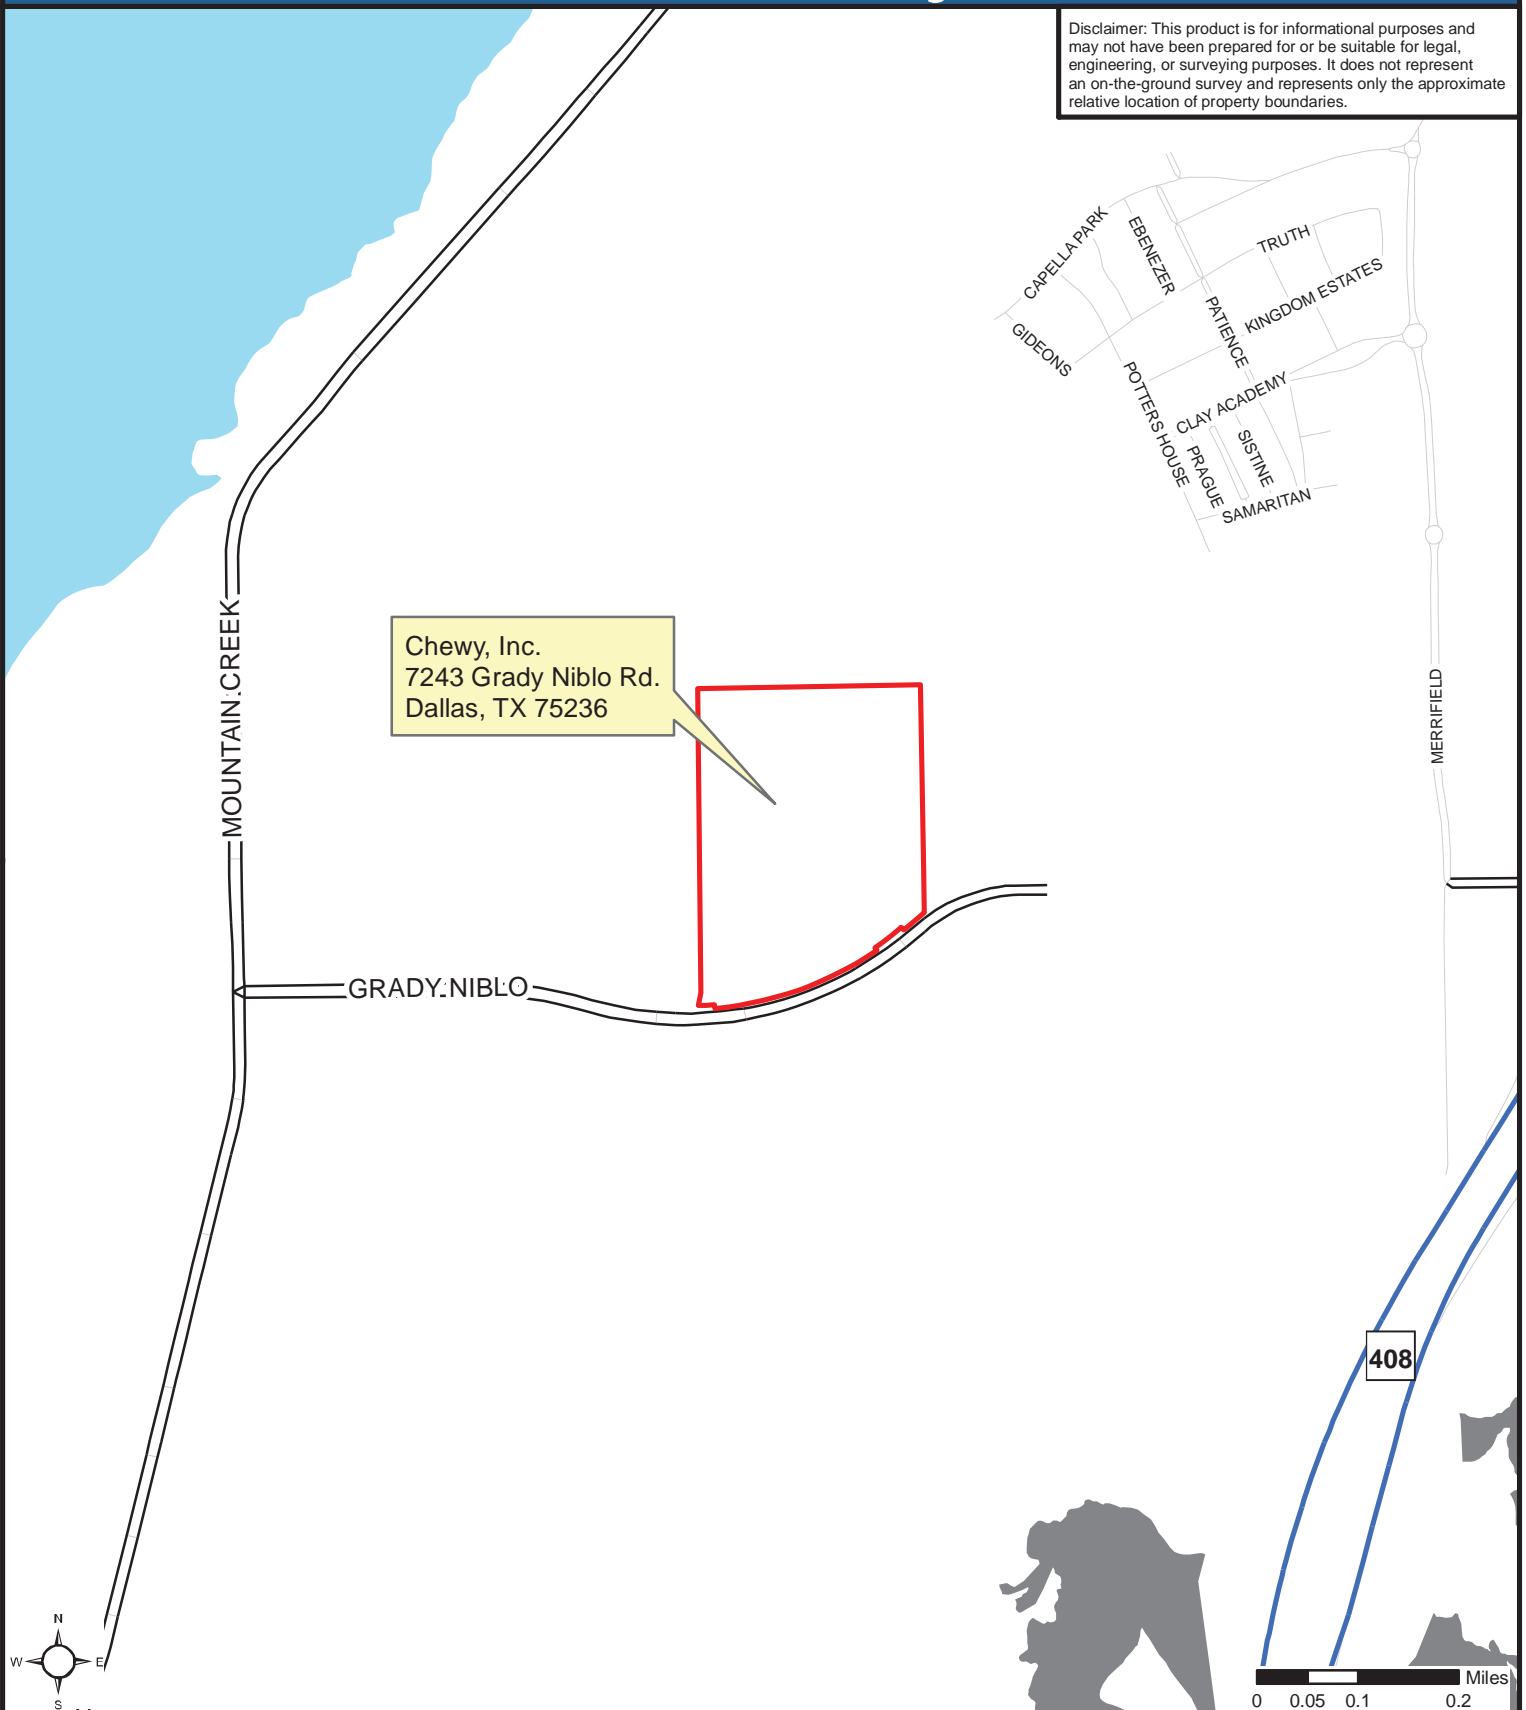 Disclaimer: This product is for informational purposes and
may not have been prepared for or be suitable for legal,
engineering, or surveying purposes. It does not represent
an on-the-ground survey and represents only the approximate
relative location of property boundaries.
CAPELLA PARK
EBENEZER
TRUTH
KINGDOM ESTATES
GIDEONS
PATIENCE
POTTERS HOUSE
CLAY ACADEMY
SISTINE
PRAGUE
SAMARITAN
MOUNTAIN CREEK
Chewy, Inc.
7243 Grady Niblo Rd.
Dallas, TX 75236
MERRIFIELD
GRADY NIBLO
408
N
W
E
S
Miles
0 0.05 0.1 0.2